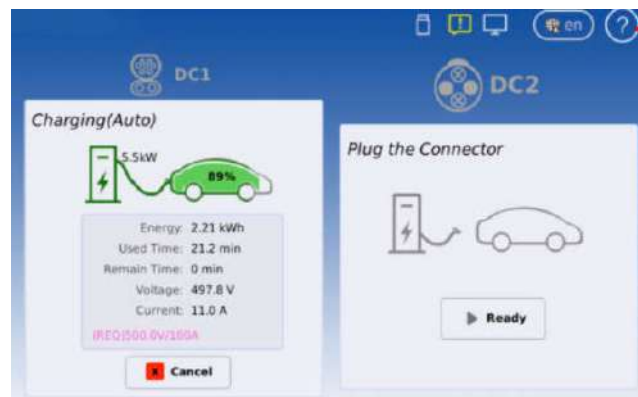 en
?
DC1
DC2
Charging(Auto)
5.5kW
89%
Energy: 2.21 kWh
Used Time: 21.2 min
Remain Time: 0 min
Voltage: 497.8 V
Current: 11.0 A
(REQ)500.0V/100A
x Cancel
Plug the Connector
Ready